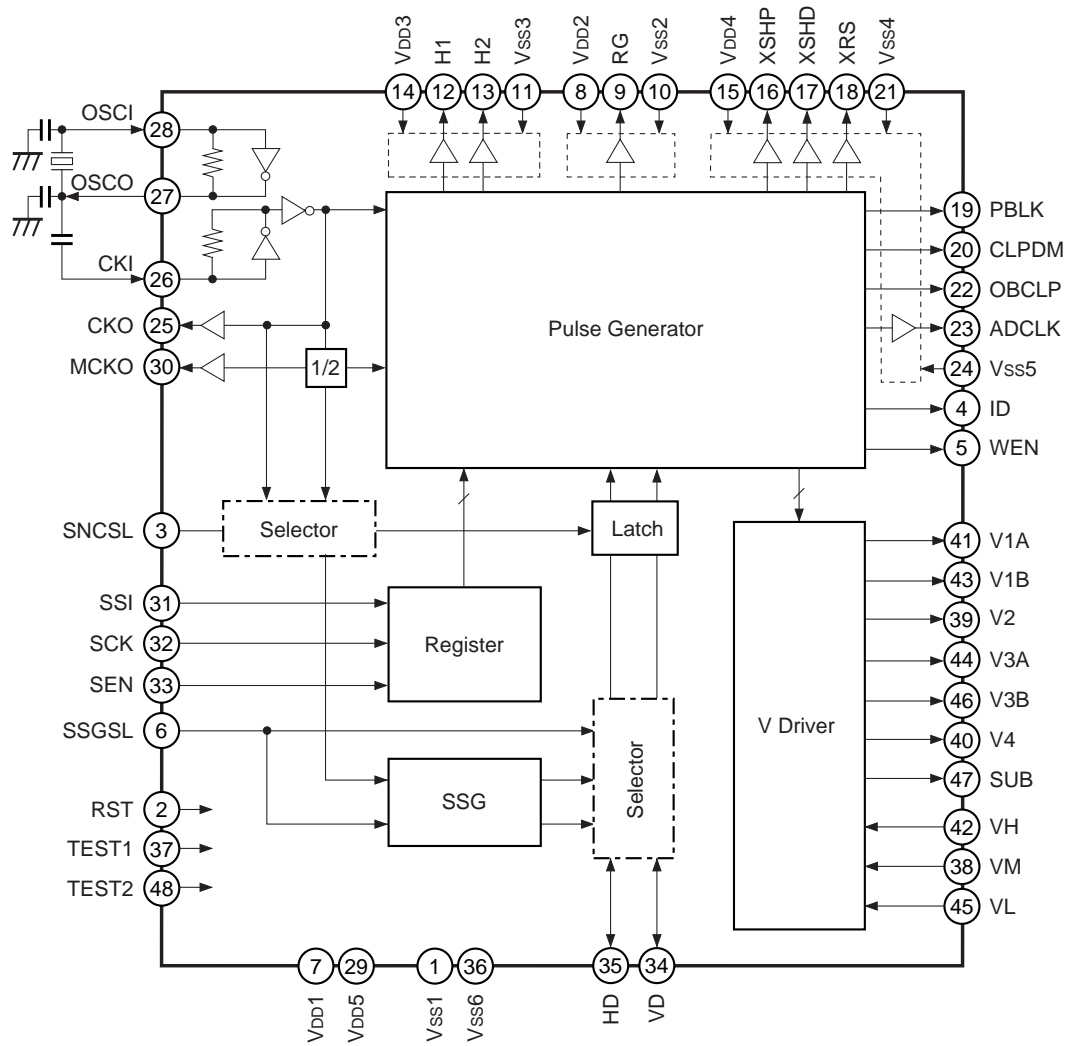 VDD3 H1 H2 VSS3 VDD2 RG VSS2 VDD4 XSHP XSHD XRS VSS4
14 12 13 11 8 9 10 15 16 17 18 21
OSCI 28
OSCO 27
CKI 26
CKO 25
MCKO 30
1/2
Pulse Generator
19 PBLK
20 CLPDM
22 OBCLP
23 ADCLK
24 VSS5
4 ID
5 WEN
SNCSL 3
Selector
Latch
SSI 31
SCK 32
SEN 33
Register
SSGSL 6
SSG
Selector
RST 2
TEST1 37
TEST2 48
V Driver
41 V1A
43 V1B
39 V2
44 V3A
46 V3B
40 V4
47 SUB
42 VH
38 VM
45 VL
7 29 1 36 35 34
VDD1 VDD5 VSS1 VSS6 HD VD